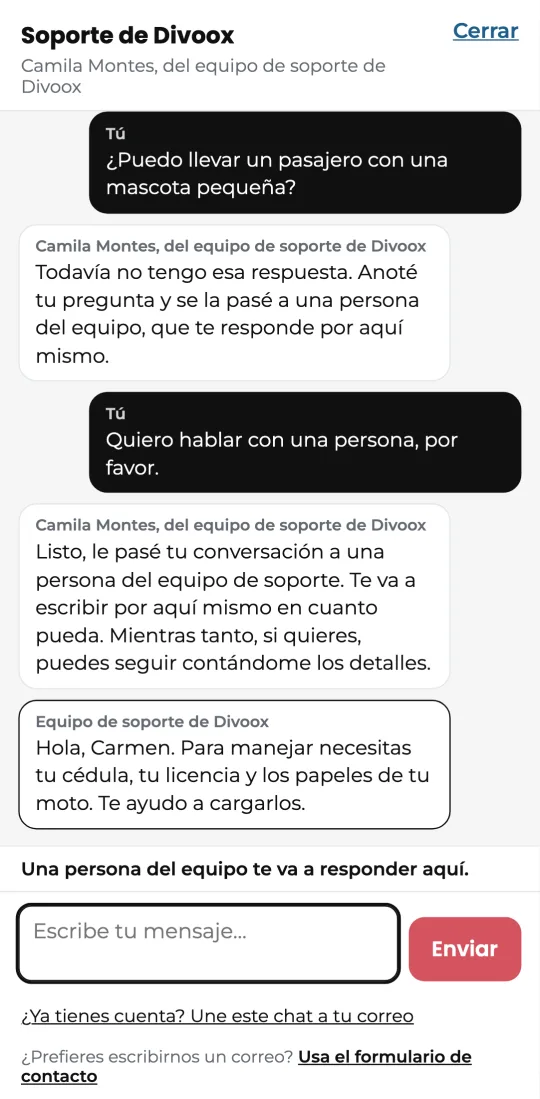 Soporte de Divoox
Cerrar
Camila Montes, del equipo de soporte de
Divoox
Tú
¿Puedo llevar un pasajero con una
mascota pequeña?
Camila Montes, del equipo de soporte de Divoox
Todavía no tengo esa respuesta. Anoté
tu pregunta y se la pasé a una persona
del equipo, que te responde por aquí
mismo.
Tú
Quiero hablar con una persona, por
favor.
Camila Montes, del equipo de soporte de Divoox
Listo, le pasé tu conversación a una
persona del equipo de soporte. Te va a
escribir por aquí mismo en cuanto
pueda. Mientras tanto, si quieres,
puedes seguir contándome los detalles.
Equipo de soporte de Divoox
Hola, Carmen. Para manejar necesitas
tu cédula, tu licencia y los papeles de tu
moto. Te ayudo a cargarlos.
Una persona del equipo te va a responder aquí.
Escribe tu mensaje...
Enviar
¿Ya tienes cuenta? Une este chat a tu correo
¿Prefieres escribirnos un correo? Usa el formulario de
contacto